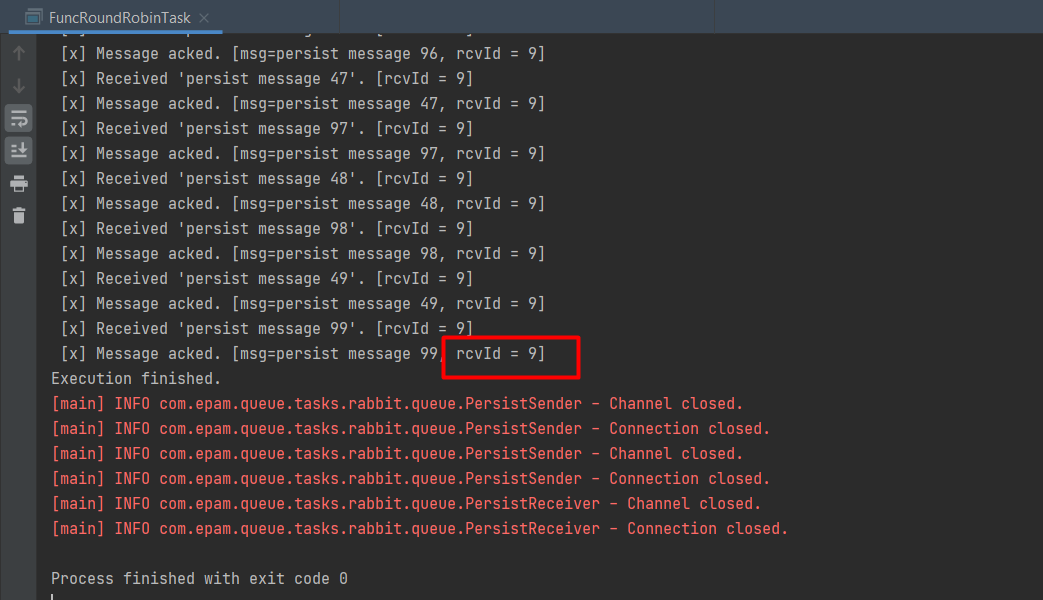 FuncRoundRobinTask
[x] Message acked. [msg=persist message 96, rcvId = 9]
[x] Received 'persist message 47'. [rcvId = 9]
[x] Message acked. [msg=persist message 47, rcvId = 9]
[x] Received 'persist message 97'. [rcvId = 9]
[x] Message acked. [msg=persist message 97, rcvId = 9]
[x] Received 'persist message 48'. [rcvId = 9]
[x] Message acked. [msg=persist message 48, rcvId = 9]
[x] Received 'persist message 98'. [rcvId = 9]
[x] Message acked. [msg=persist message 98, rcvId = 9]
[x] Received 'persist message 49'. [rcvId = 9]
[x] Message acked. [msg=persist message 49, rcvId = 9]
[x] Received 'persist message 99'. [rcvId = 9]
[x] Message acked. [msg=persist message 99, rcvId = 9]
Execution finished.
[main] INFO com.epam.queue.tasks.rabbit.queue.PersistSender - Channel closed.
[main] INFO com.epam.queue.tasks.rabbit.queue.PersistSender - Connection closed.
[main] INFO com.epam.queue.tasks.rabbit.queue.PersistSender - Channel closed.
[main] INFO com.epam.queue.tasks.rabbit.queue.PersistSender - Connection closed.
[main] INFO com.epam.queue.tasks.rabbit.queue.PersistReceiver - Channel closed.
[main] INFO com.epam.queue.tasks.rabbit.queue.PersistReceiver - Connection closed.
Process finished with exit code 0